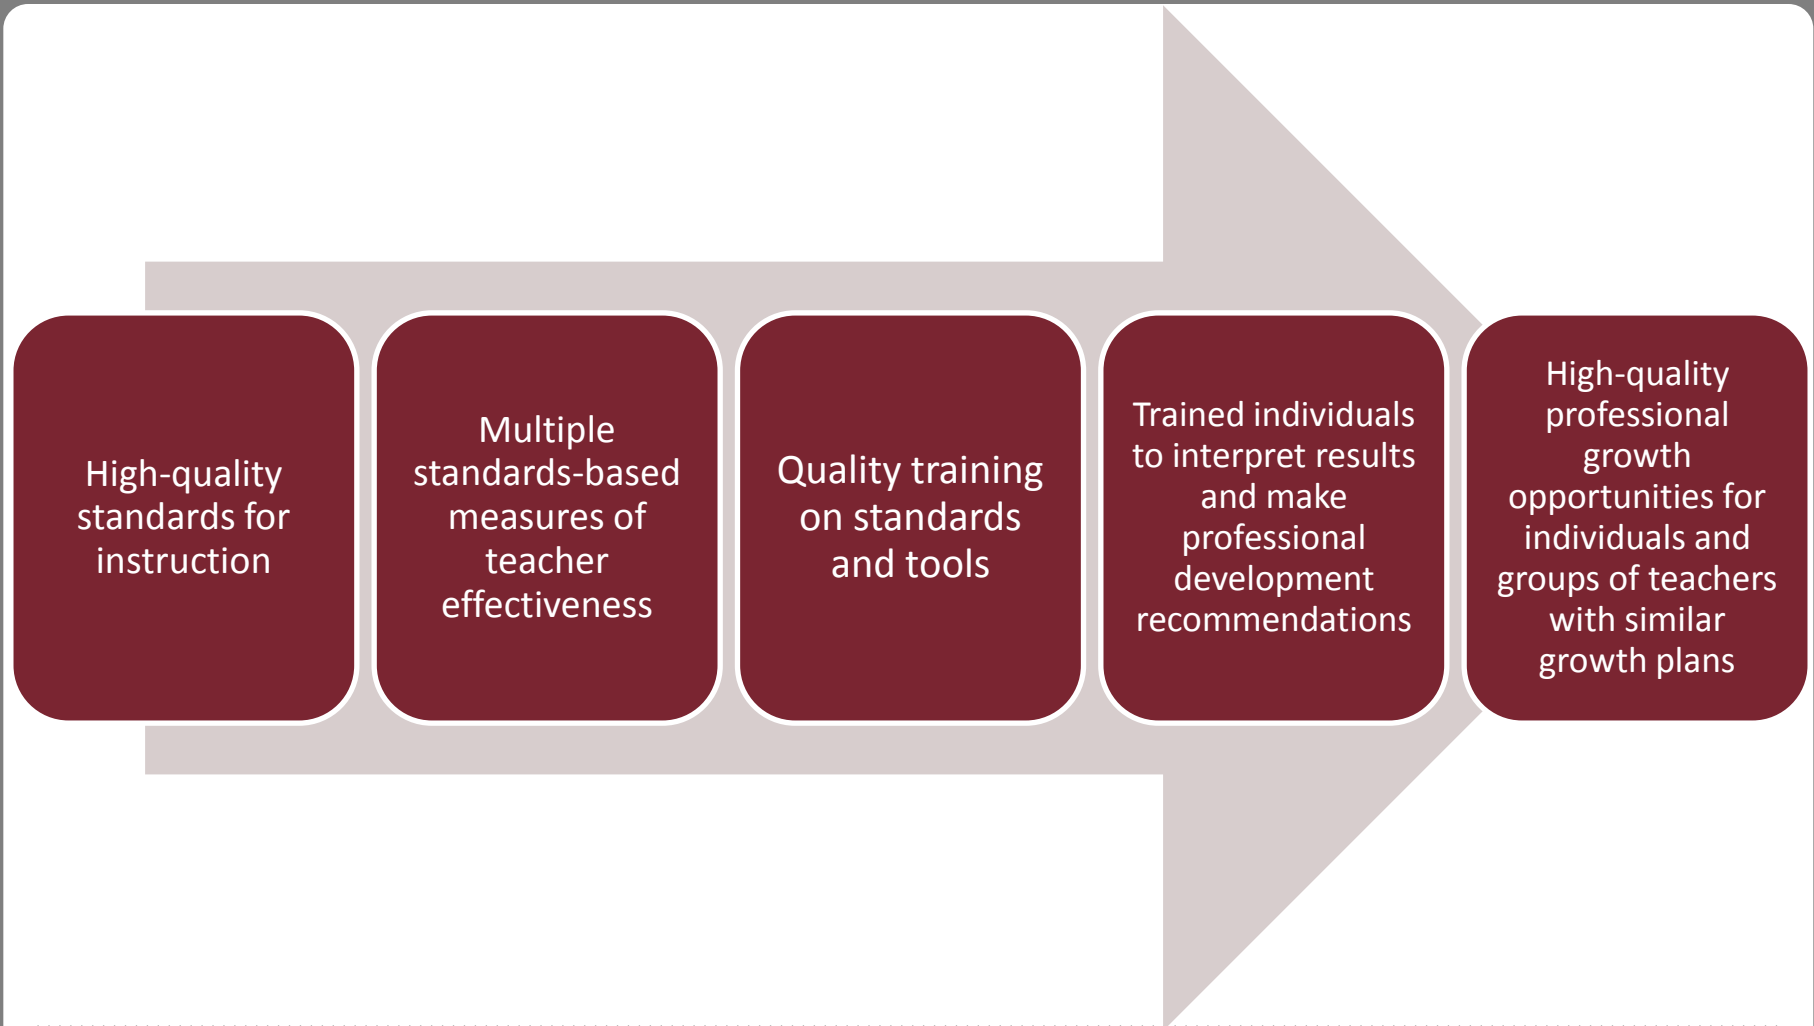 High-quality
standards for
instruction
Multiple
standards-based
measures of
teacher
effectiveness
Quality training
on standards
and tools
Trained individuals
to interpret results
and make
professional
development
recommendations
High-quality
professional
growth
opportunities for
individuals and
groups of teachers
with similar
growth plans